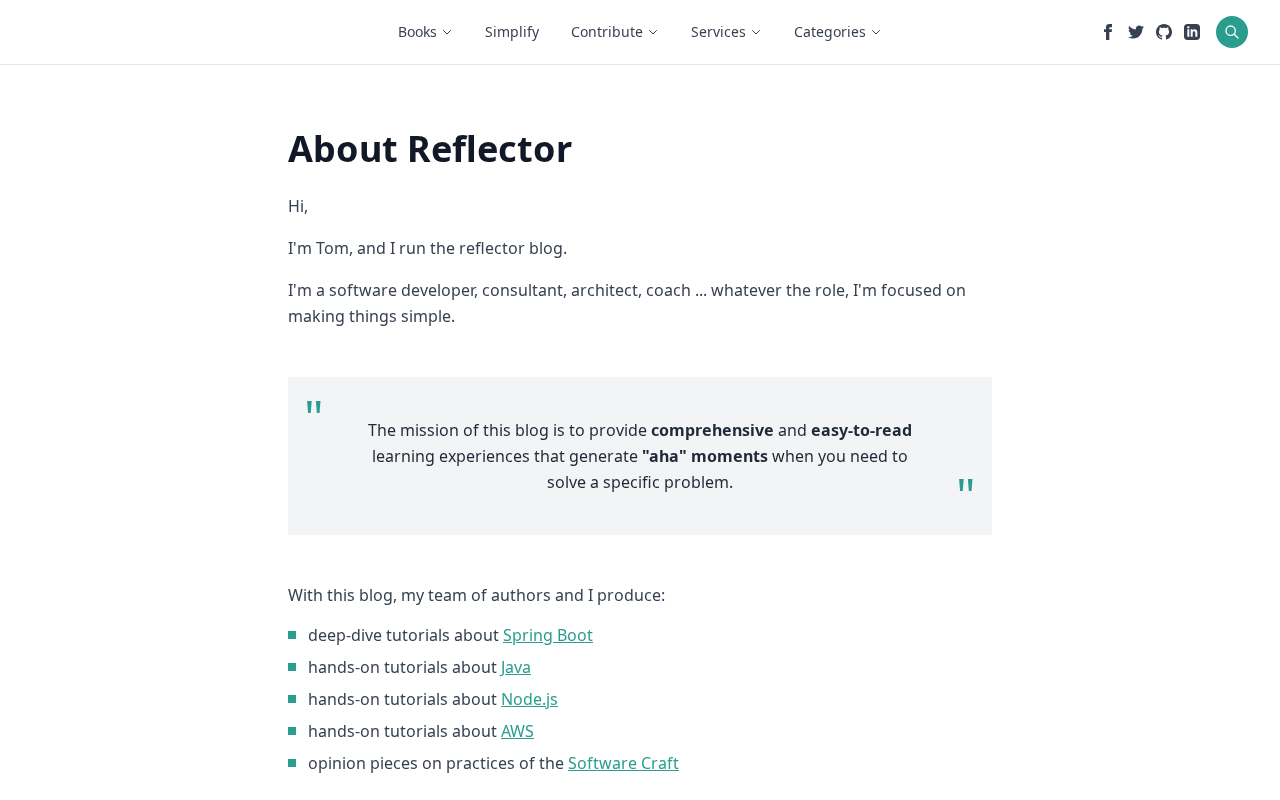 Books Simplify Contribute Services Categories
About Reflector
Hi,
I'm Tom, and I run the reflector blog.
I'm a software developer, consultant, architect, coach ... whatever the role, I'm focused on
making things simple.
"
The mission of this blog is to provide comprehensive and easy-to-read
learning experiences that generate "aha" moments when you need to
solve a specific problem.
"
With this blog, my team of authors and I produce:
deep-dive tutorials about Spring Boot
hands-on tutorials about Java
hands-on tutorials about Node.js
hands-on tutorials about AWS
opinion pieces on practices of the Software Craft